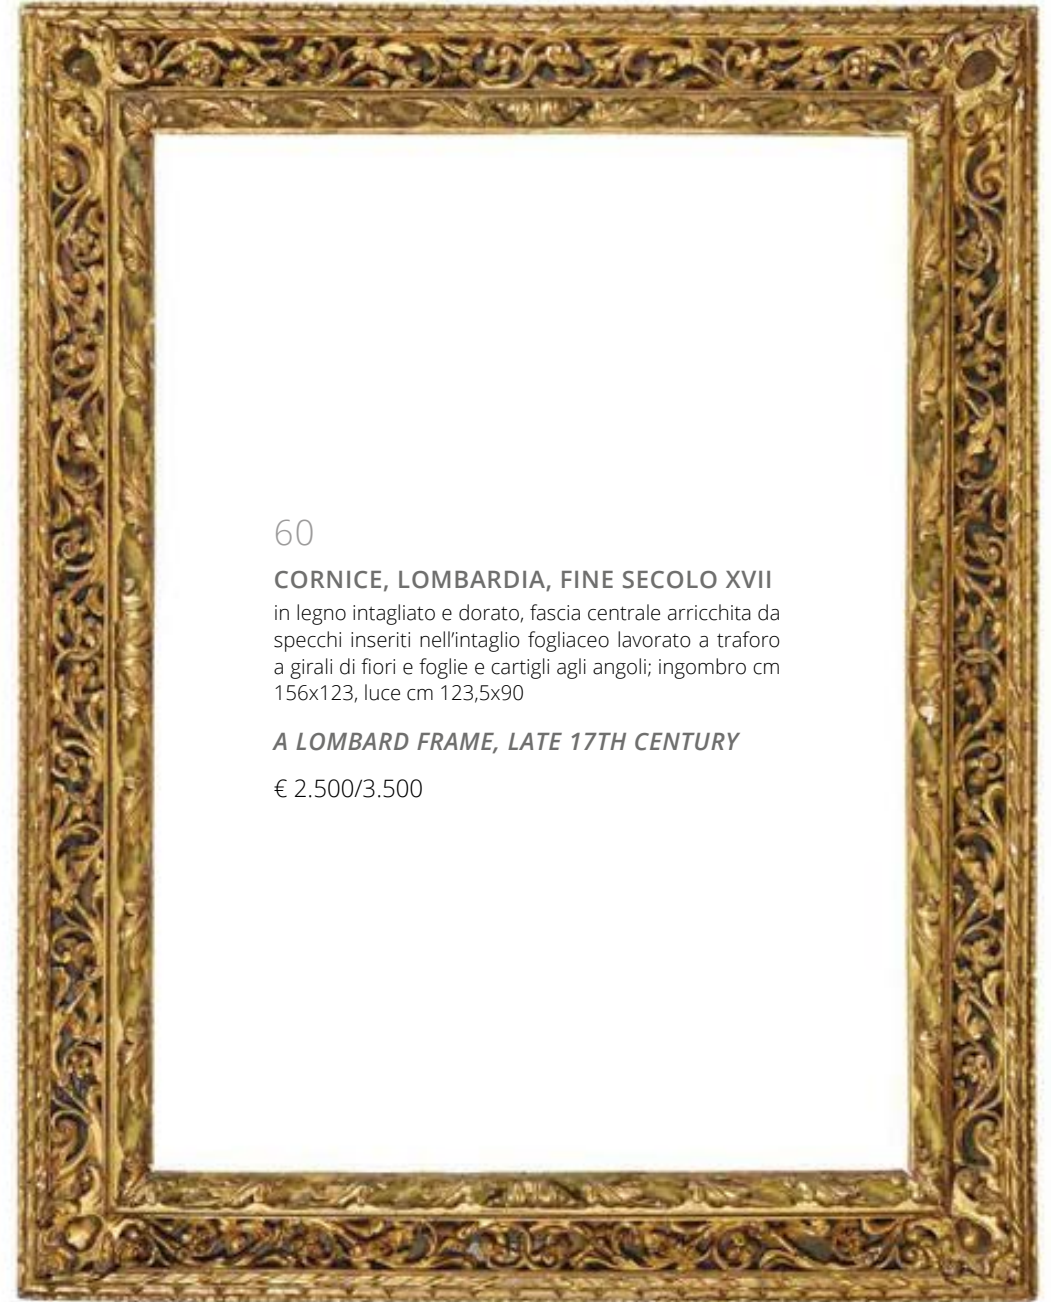 60
CORNICE, LOMBARDIA, FINE SECOLO XVII
in legno intagliato e dorato, fascia centrale arricchita da
specchi inseriti nell’intaglio fogliaceo lavorato a traforo
a girali di fiori e foglie e cartigli agli angoli; ingombro cm
156x123, luce cm 123,5x90
A LOMBARD FRAME, LATE 17TH CENTURY
€ 2.500/3.500